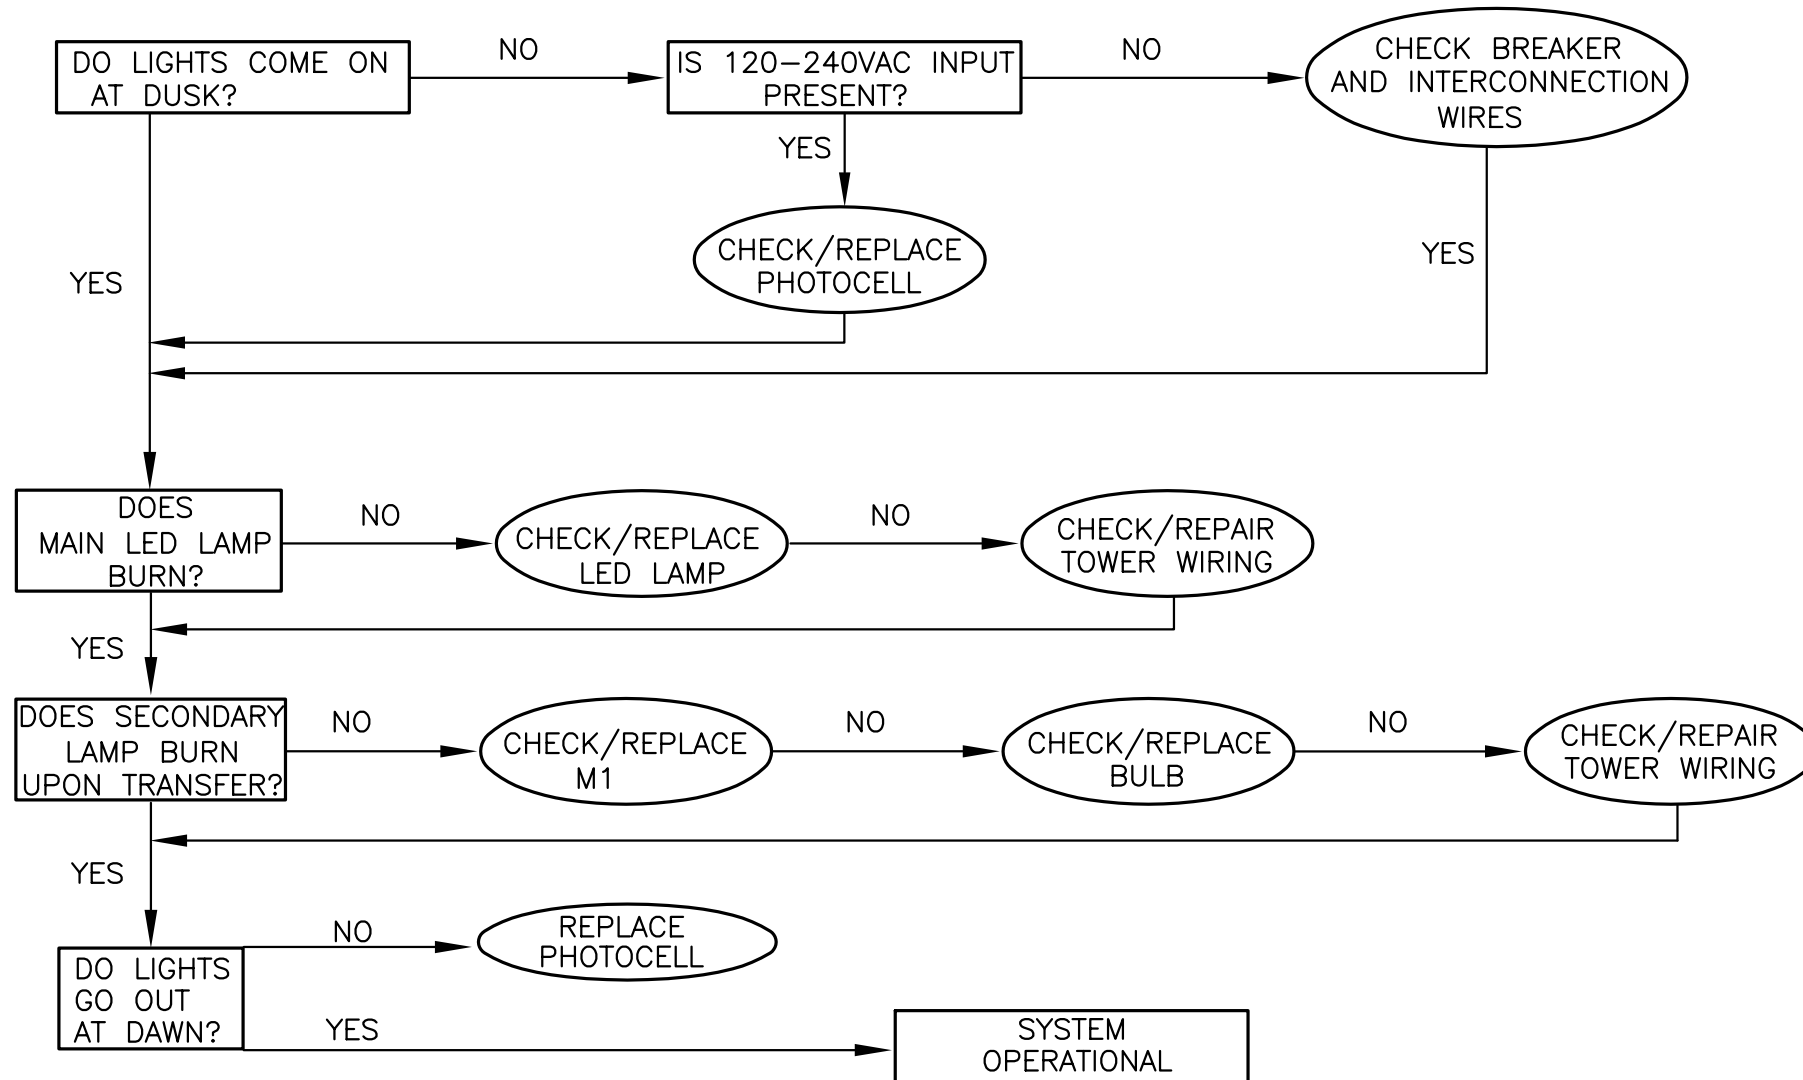 DO LIGHTS COME ON
AT DUSK?
NO
IS 120-240VAC INPUT
PRESENT?
NO
CHECK BREAKER
AND INTERCONNECTION
WIRES
YES
YES
CHECK/REPLACE
PHOTOCELL
YES
DOES
MAIN LED LAMP
BURN?
NO
CHECK/REPLACE
LED LAMP
NO
CHECK/REPAIR
TOWER WIRING
YES
DOES SECONDARY
LAMP BURN
UPON TRANSFER?
NO
CHECK/REPLACE
M1
NO
CHECK/REPLACE
BULB
NO
CHECK/REPAIR
TOWER WIRING
YES
DO LIGHTS
GO OUT
AT DAWN?
NO
REPLACE
PHOTOCELL
YES
SYSTEM
OPERATIONAL